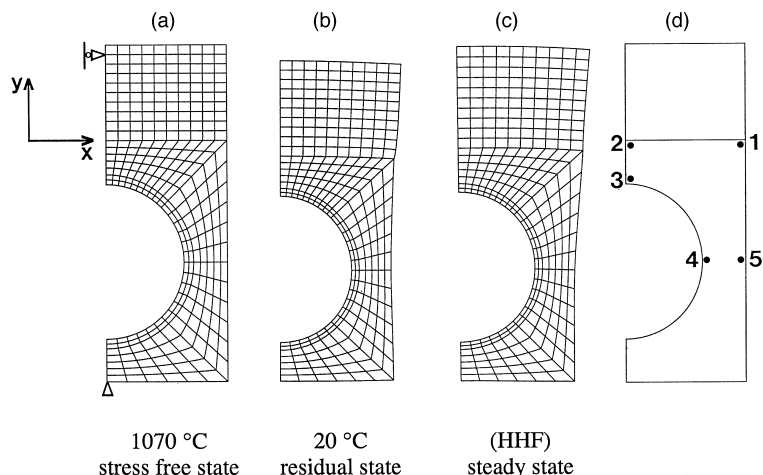 (a) (b) (c) (d)
y
x
2 1
3
4 5
1070 °C 20 °C (HHF)
stress free state residual state steady state